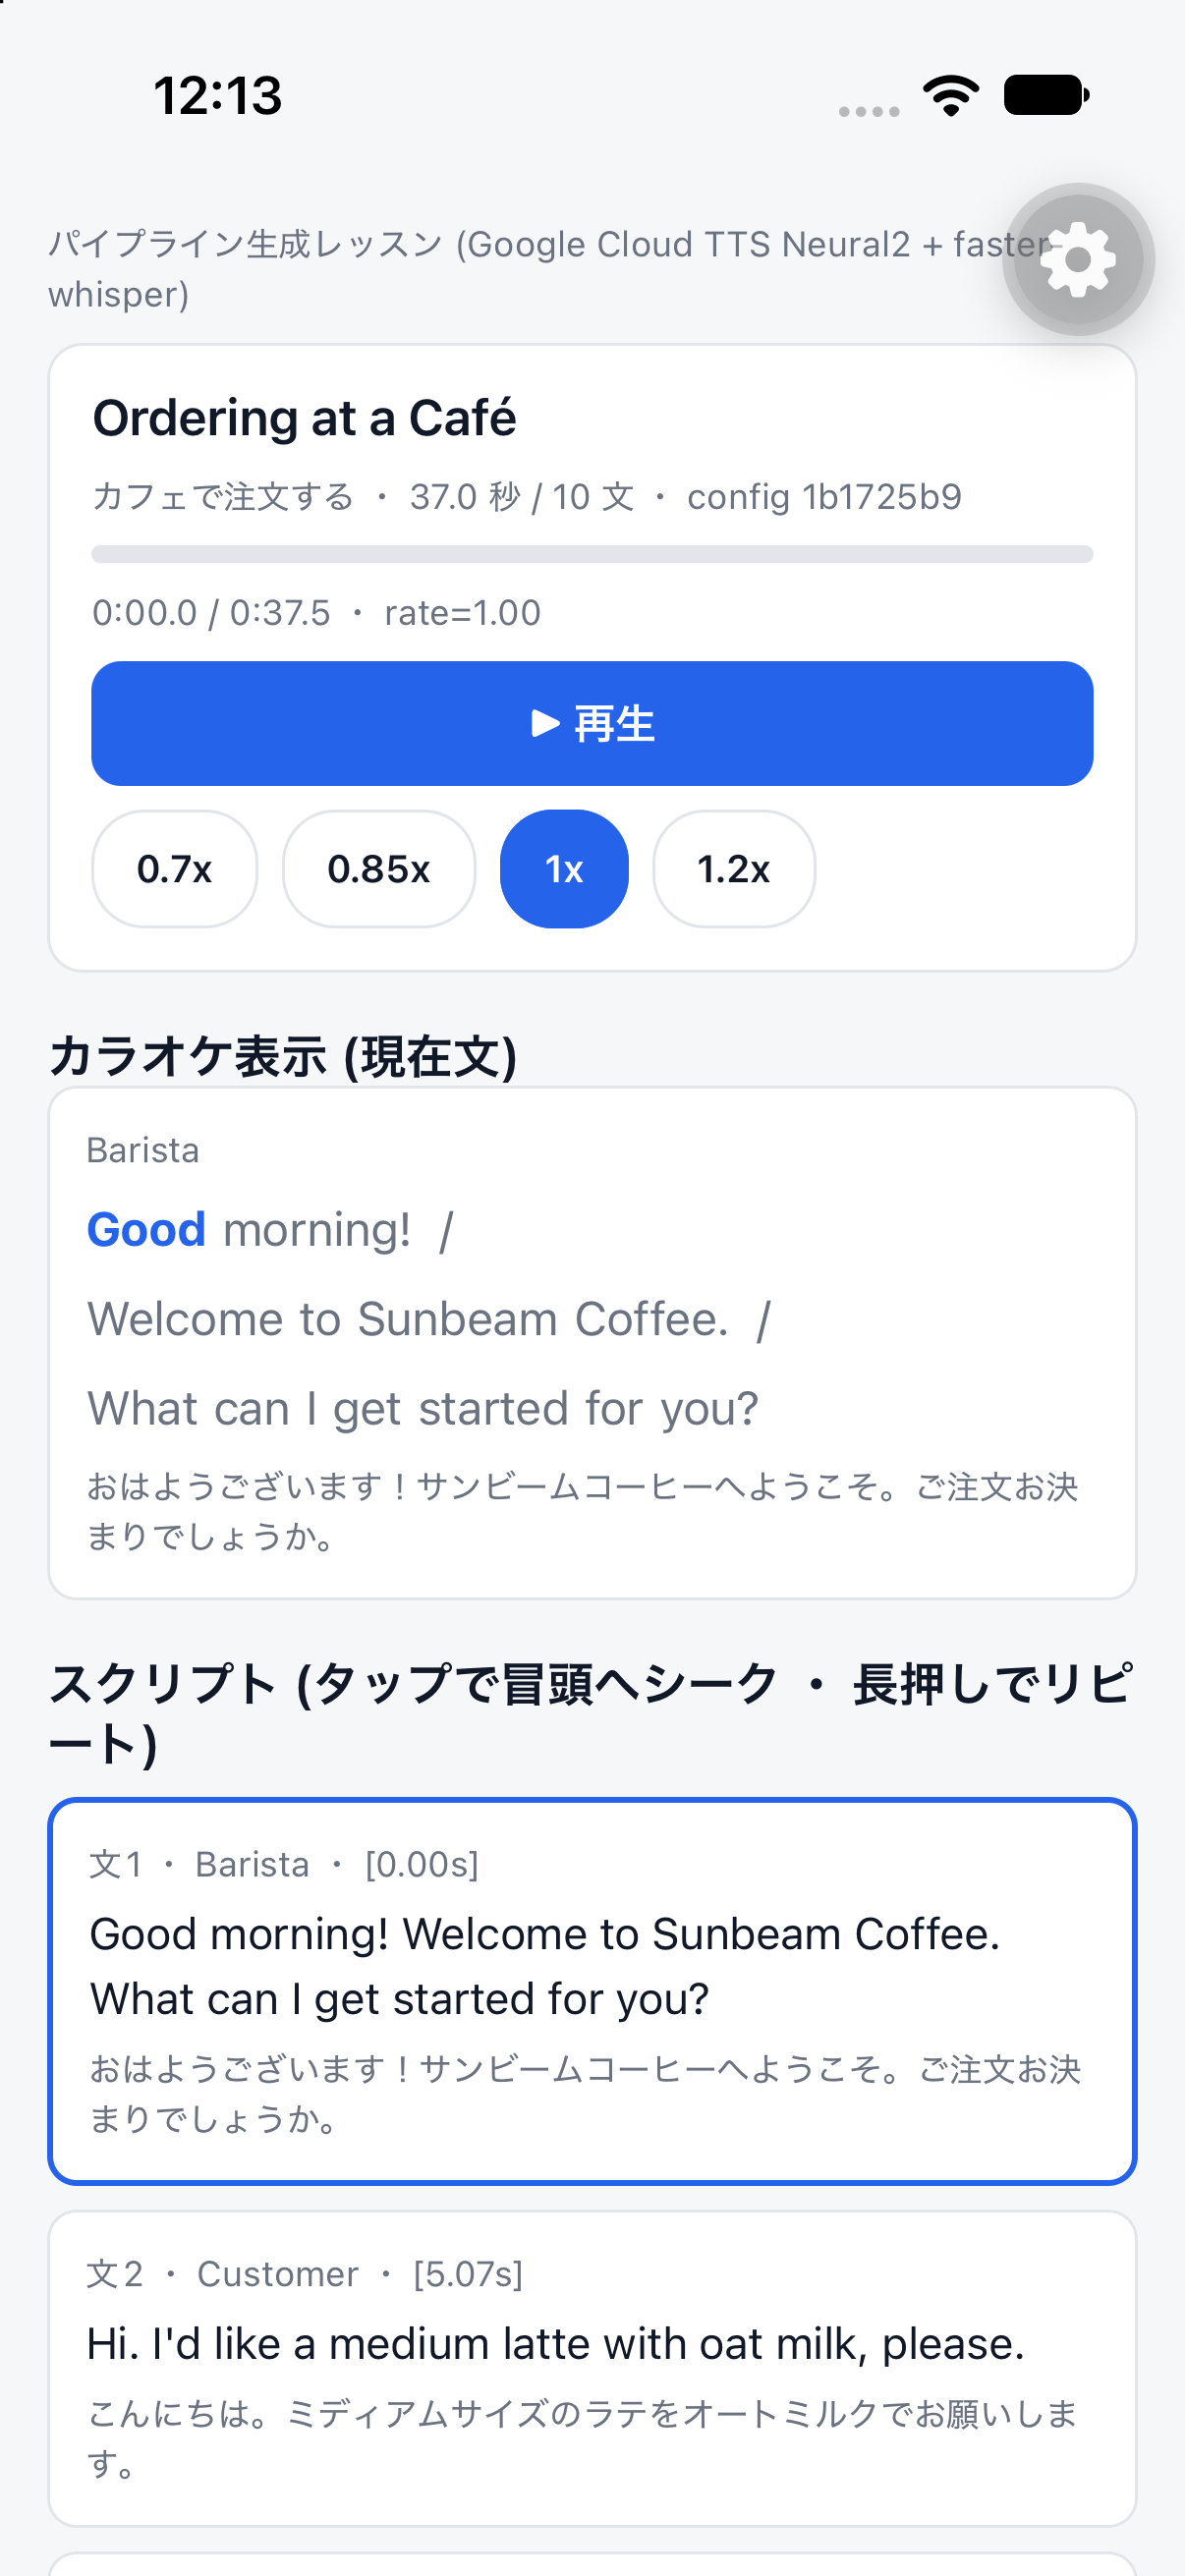 12:13
パイプライン生成レッスン (Google Cloud TTS Neural2 + faster-
whisper)
Ordering at a Café
カフェで注文する ・ 37.0 秒 / 10 文 ・ config 1b1725b9
0:00.0 / 0:37.5 ・ rate=1.00
▶ 再生
0.7x 0.85x 1x 1.2x
カラオケ表示 (現在文)
Barista
Good morning! /
Welcome to Sunbeam Coffee. /
What can I get started for you?
おはようございます！サンビームコーヒーへようこそ。ご注文お決
まりでしょうか。
スクリプト (タップで冒頭へシーク ・ 長押しでリピ
ート)
文1 ・ Barista ・ [0.00s]
Good morning! Welcome to Sunbeam Coffee.
What can I get started for you?
おはようございます！サンビームコーヒーへようこそ。ご注文お決
まりでしょうか。
文2 ・ Customer ・ [5.07s]
Hi. I'd like a medium latte with oat milk, please.
こんにちは。ミディアムサイズのラテをオートミルクでお願いしま
す。